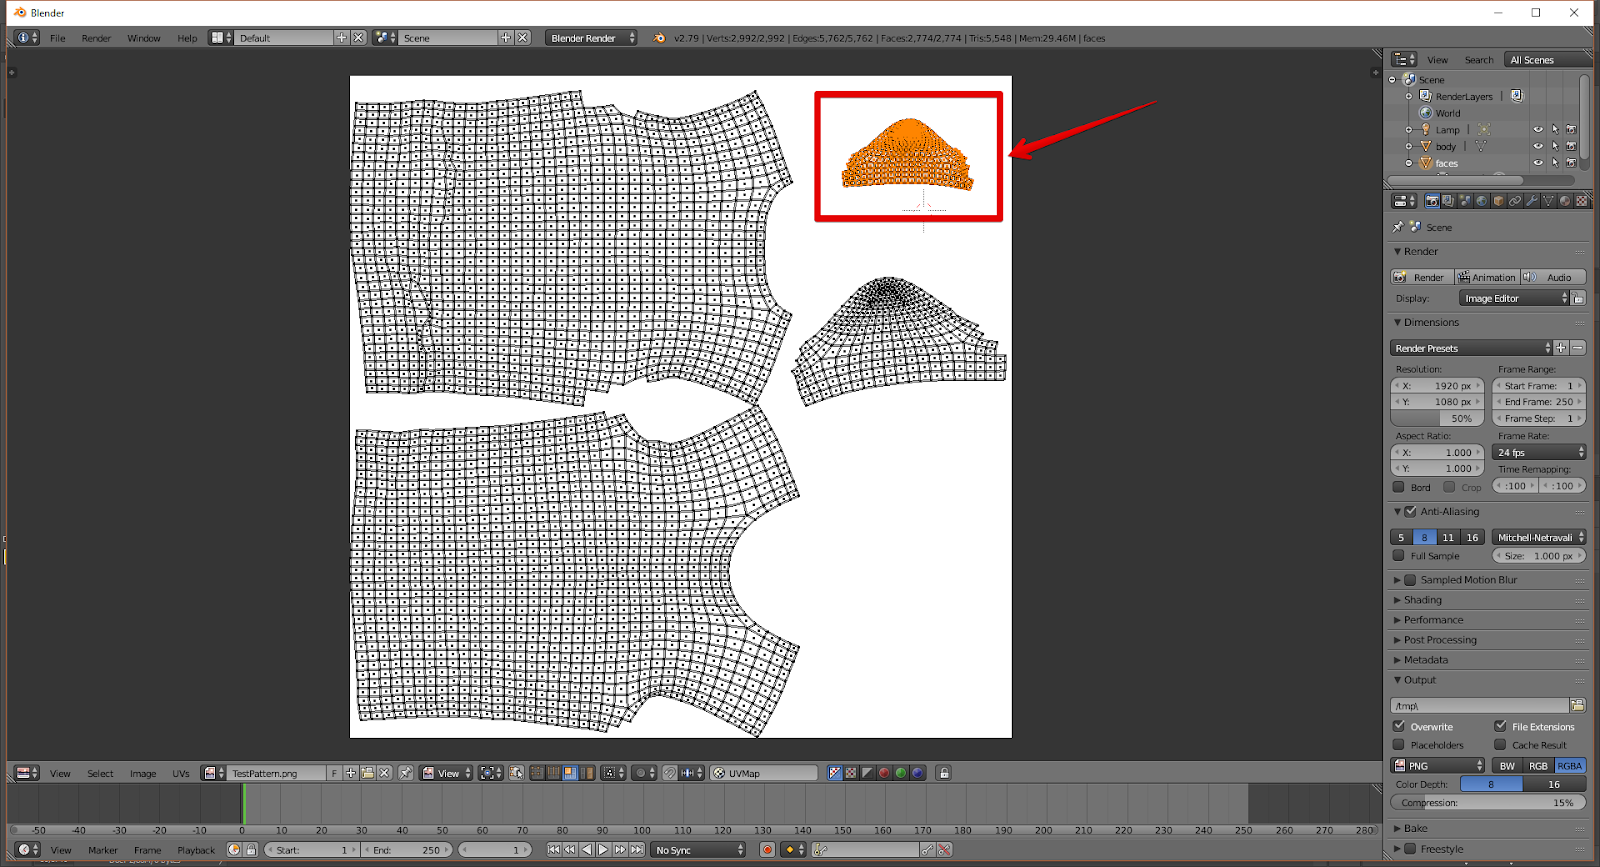 Blender
File Render Window Help Default Scene Blender Render v2.79 | Verts:2,992/2,992 | Edges:5,762/5,762 | Faces:2,774/2,774 | Tris:5,548 | Mem:29.46M | faces
View Search All Scenes
Scene
RenderLayers |
World
Lamp |
body |
faces
Scene
Render
Render Animation Audio
Display: Image Editor
Dimensions
Render Presets
Resolution: Frame Range:
X: 1920 px Start Frame: 1
Y: 1080 px End Frame: 250
50% Frame Step: 1
Aspect Ratio: Frame Rate:
X: 1.000 24 fps
Y: 1.000 Time Remapping:
Bord Crop :100 :100
Anti-Aliasing
5 8 11 16 Mitchell-Netravali
Full Sample Size: 1.000 px
Sampled Motion Blur
Shading
Performance
Post Processing
Metadata
Output
/tmp\
Overwrite File Extensions
Placeholders Cache Result
PNG BW RGB RGBA
Color Depth: 8 16
Compression: 15%
Bake
Freestyle
View Select Image UVs TestPattern.png F View UVMap
-50 -40 -30 -20 -10 0 10 20 30 40 50 60 70 80 90 100 110 120 130 140 150 160 170 180 190 200 210 220 230 240 250 260 270 280
View Marker Frame Playback Start: 1 End: 250 1 No Sync